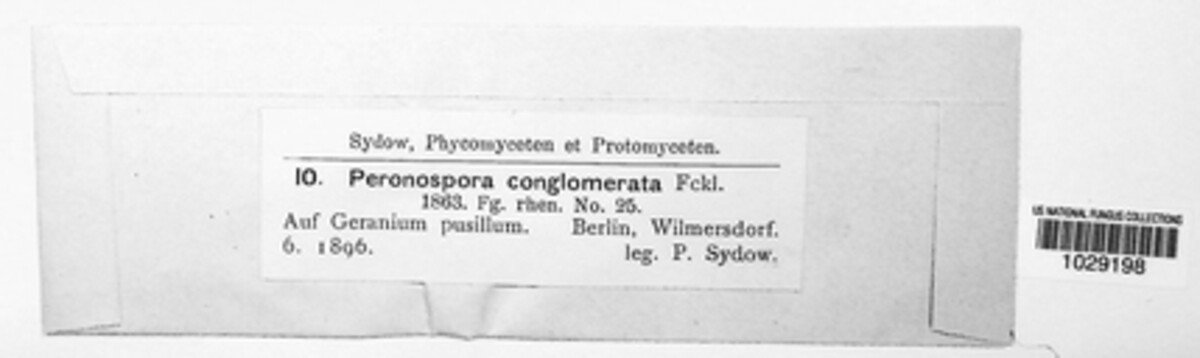 Sydow, Phycomyceten et Protomyceten.
10. Peronospora conglomerata Fckl.
1863. Fg. rhen. No. 25.
Auf Geranium pusillum. Berlin, Wilmersdorf.
6. 1896. leg. P. Sydow.
US NATIONAL FUNGUS COLLECTIONS
1029198